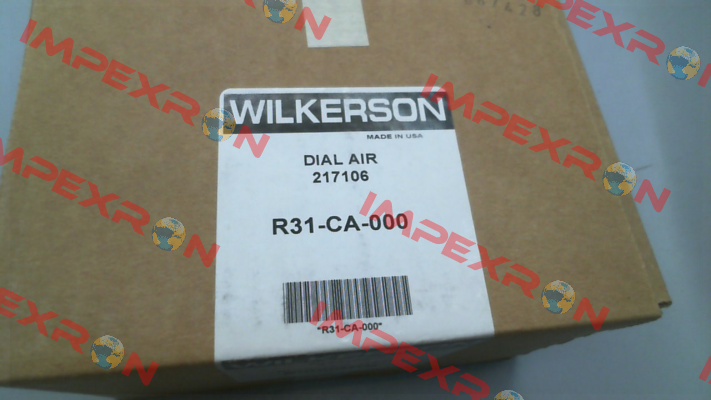 WILKERSON
MADE IN USA
DIAL AIR
217106
R31-CA-000
"R31-CA-000"
IMPEXRON
IMPEXRON
IMPEXRON
IMPEXRON
IMPEXRON
IMPEXRON